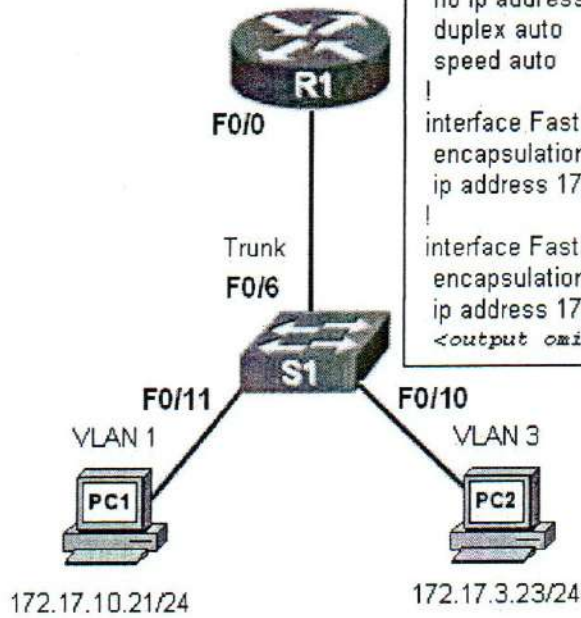 no ip address
duplex auto
speed auto
!
interface Fast
encapsulation
ip address 17
!
interface Fast
encapsulation
ip address 17
<output omi
R1
F0/0
Trunk
F0/6
S1
F0/11
F0/10
VLAN 1
VLAN 3
PC1
PC2
172.17.10.21/24
172.17.3.23/24